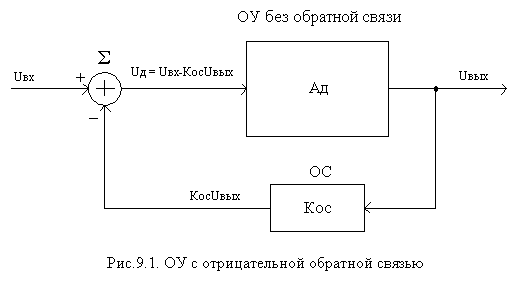 ОУ без обратной связи
Σ
Uвх
+
Uд = Uвх-КосUвых
Ад
Uвых
−
ОС
КосUвых
Кос
Рис.9.1. ОУ с отрицательной обратной связью